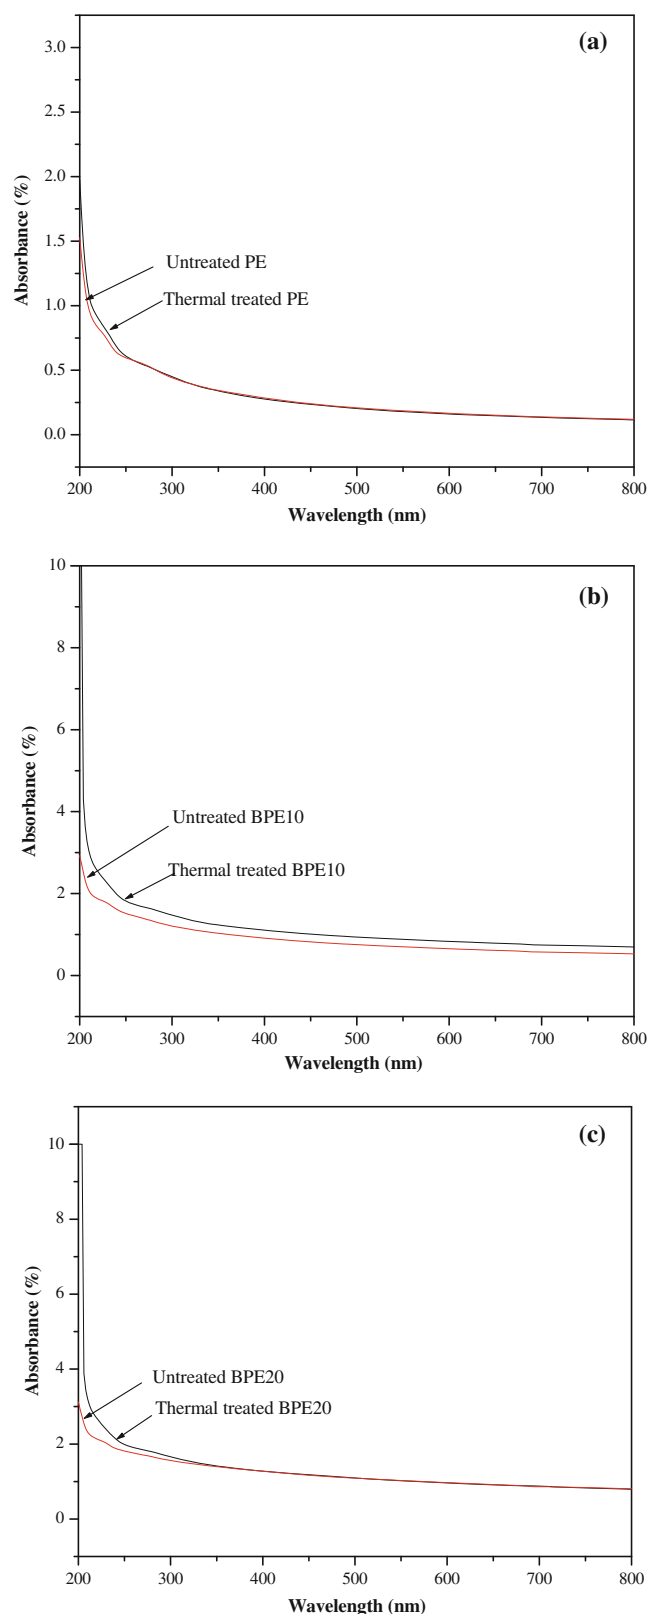 (a)
3.0
2.5
2.0
1.5
1.0
0.5
0.0
Absorbance (%)
Untreated PE
Thermal treated PE
200 300 400 500 600 700 800
Wavelength (nm)
(b)
10
8
6
4
2
0
Absorbance (%)
Untreated BPE10
Thermal treated BPE10
200 300 400 500 600 700 800
Wavelength (nm)
(c)
10
8
6
4
2
0
Absorbance (%)
Untreated BPE20
Thermal treated BPE20
200 300 400 500 600 700 800
Wavelength (nm)